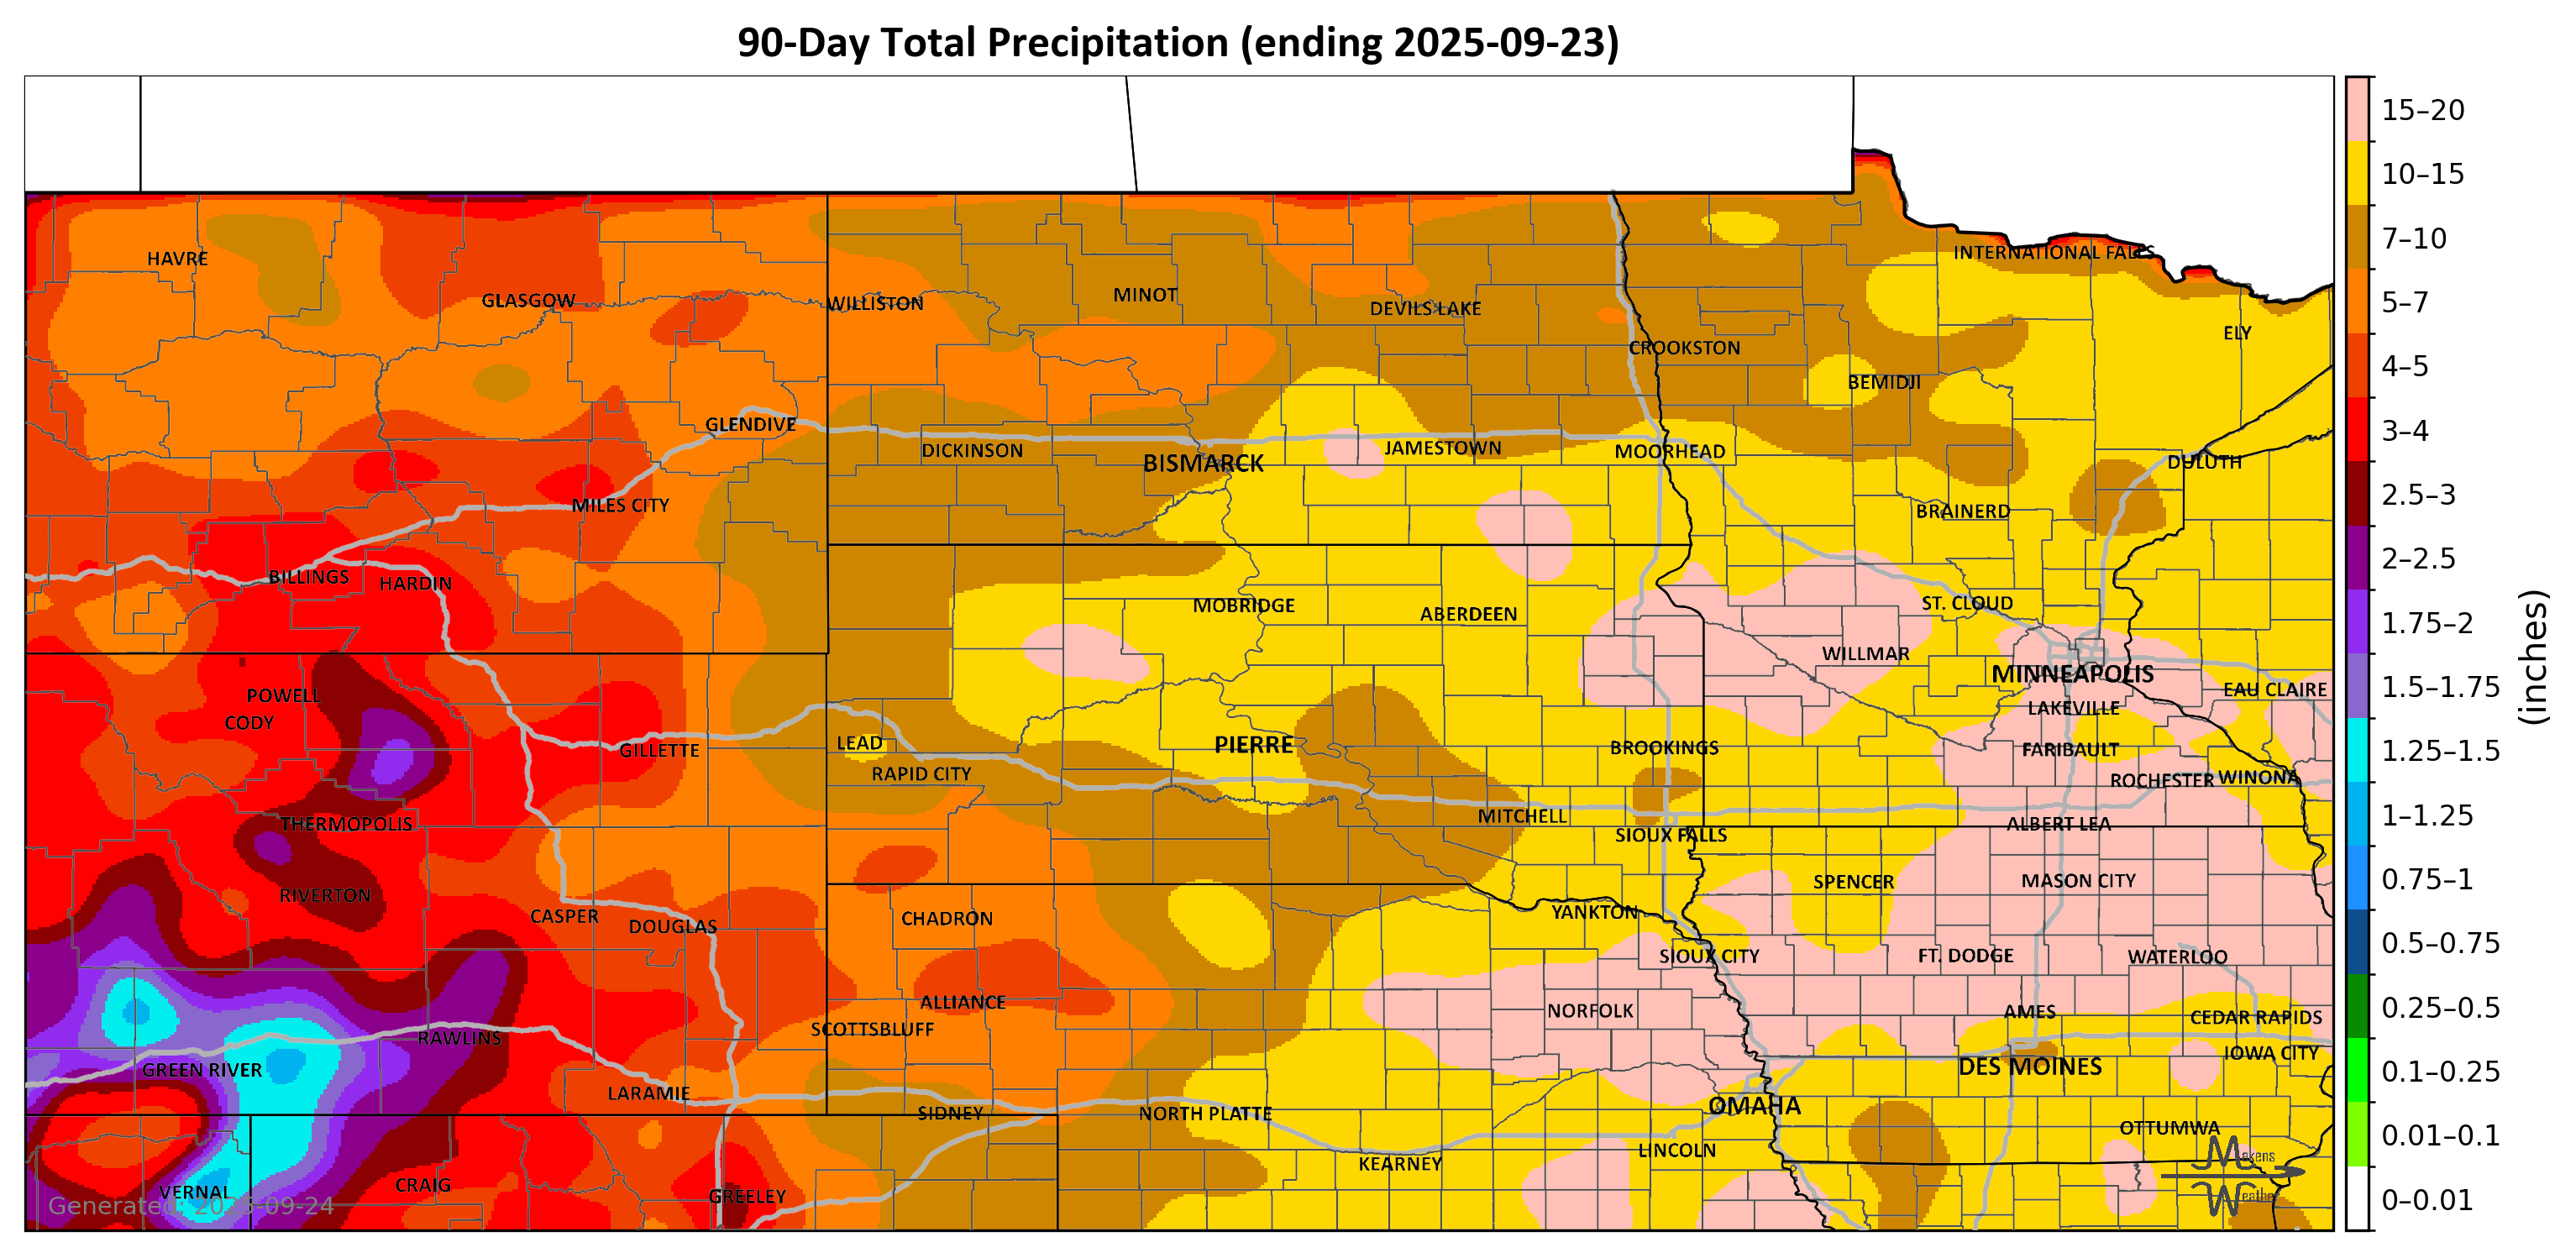 90-Day Total Precipitation (ending 2025-09-23)
15–20
10–15
7–10
5–7
4–5
3–4
2.5–3
2–2.5
1.75–2
1.5–1.75
1.25–1.5
1–1.25
0.75–1
0.5–0.75
0.25–0.5
0.1–0.25
0.01–0.1
0–0.01
(inches)
INTERNATIONAL FALLS
HAVRE
GLASGOW
WILLISTON
MINOT
DEVILS LAKE
ELY
CROOKSTON
BEMIDJI
GLENDIVE
DICKINSON
BISMARCK
JAMESTOWN
MOORHEAD
DULUTH
MILES CITY
BRAINERD
BILLINGS
HARDIN
MOBRIDGE
ABERDEEN
ST. CLOUD
WILLMAR
MINNEAPOLIS
EAU CLAIRE
POWELL
CODY
LAKEVILLE
GILLETTE
LEAD
PIERRE
BROOKINGS
FARIBAULT
RAPID CITY
ROCHESTER
WINONA
THERMOPOLIS
MITCHELL
SIOUX FALLS
ALBERT LEA
RIVERTON
SPENCER
MASON CITY
CASPER
DOUGLAS
CHADRON
YANKTON
SIOUX CITY
FT. DODGE
WATERLOO
ALLIANCE
NORFOLK
AMES
CEDAR RAPIDS
SCOTTSBLUFF
RAWLINS
IOWA CITY
GREEN RIVER
DES MOINES
LARAMIE
SIDNEY
NORTH PLATTE
OMAHA
OTTUMWA
LINCOLN
KEARNEY
VERNAL
CRAIG
GREELEY
Makens
Weather
Generated: 2025-09-24